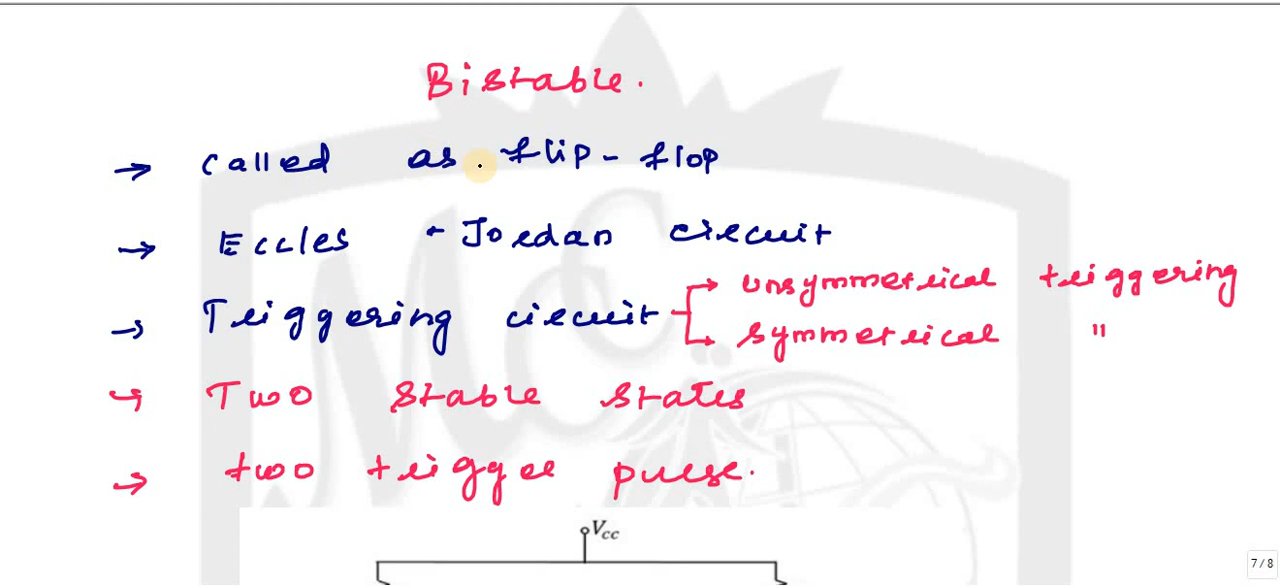 Bistable.
→ called as flip-flop
→ Eccles - Jordan circuit
→ Triggering circuit → unsymmetrical triggering
→ symmetrical "
→ Two stable states
→ two trigger pulse.
Vcc
7 / 8